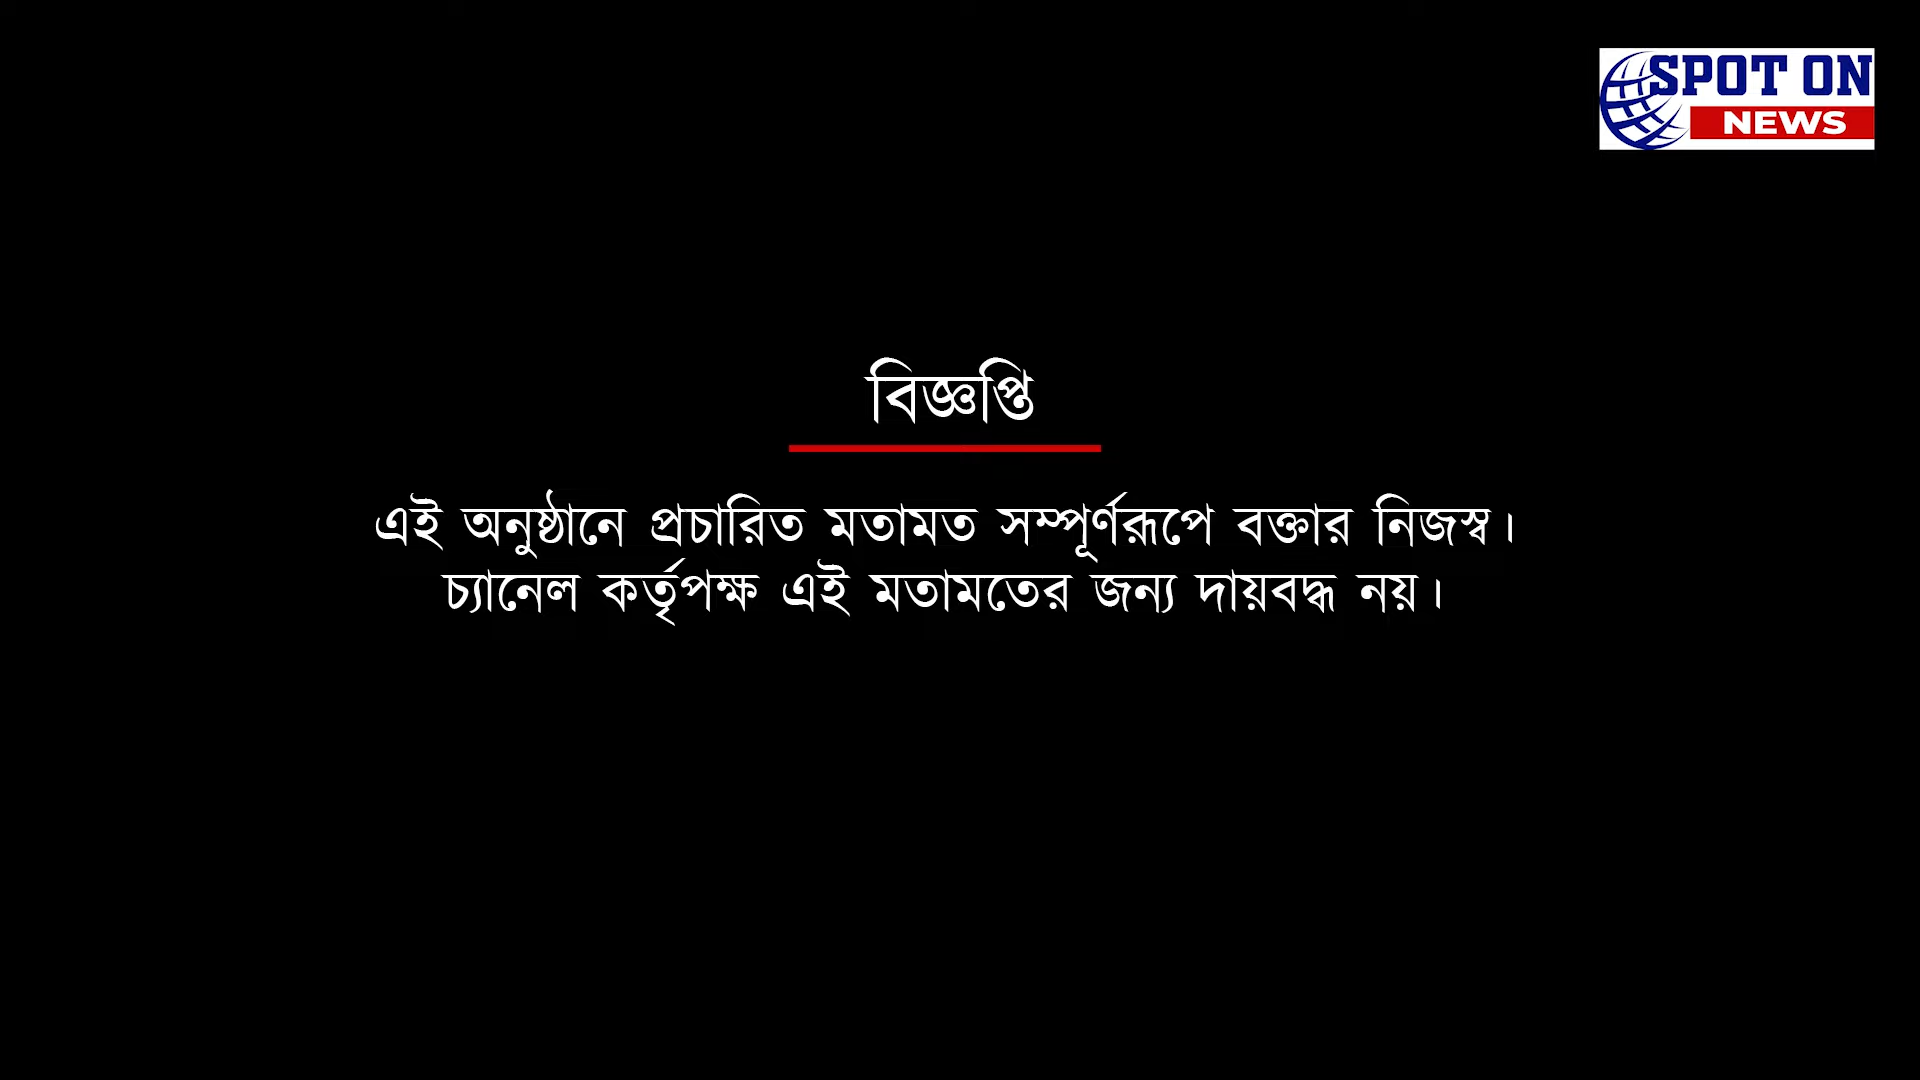 SPOT ON
NEWS
বিজ্ঞপ্তি
এই অনুষ্ঠানে প্রচারিত মতামত সম্পূর্ণরূপে বক্তার নিজস্ব।
চ্যানেল কর্তৃপক্ষ এই মতামতের জন্য দায়বদ্ধ নয়।